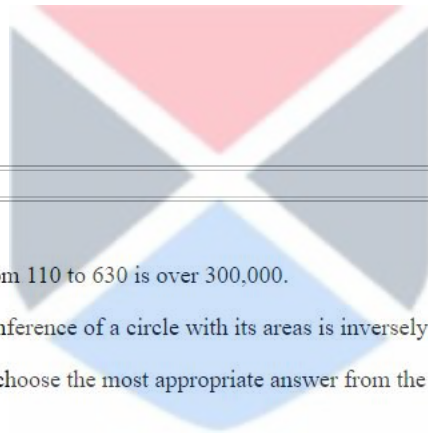 om 110 to 630 is over 300,000.
nference of a circle with its areas is inversely
choose the most appropriate answer from the